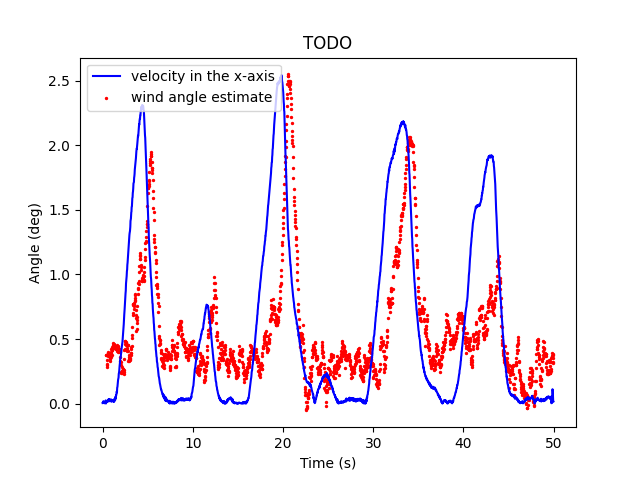 TODO
velocity in the x-axis
wind angle estimate
Angle (deg)
2.5
2.0
1.5
1.0
0.5
0.0
0 10 20 30 40 50
Time (s)